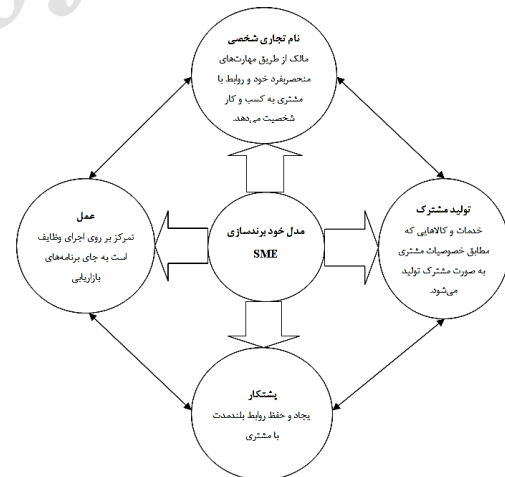 نام تجاری شخصی
مالک از طریق مهارت‌های
منحصربفرد خود و روابط با
مشتری به کسب و کار
شخصیت می‌دهد.
عمل
تمرکز بر روی اجرای وظایف
است به جای برنامه‌های
بازاریابی
مدل خود برندسازی
SME
تولید مشترک
خدمات و کالاهایی که
مطابق خصوصیات مشتری
به صورت مشترک تولید
می‌شود.
پشتکار
یجاد و حفظ روابط بلندمدت
با مشتری